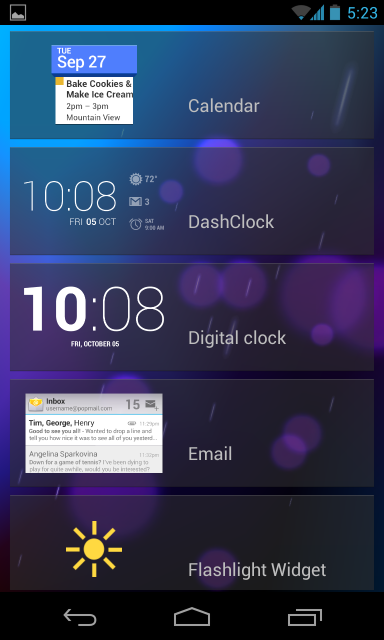 5:23
TUE
Sep 27
Bake Cookies &
Make Ice Cream
2pm – 3pm
Mountain View
Calendar
10:08
FRI 05 OCT
72°
3
SAT
9:00 AM
DashClock
10:08
FRI, OCTOBER 05
Digital clock
Inbox
username@popmail.com
15
Tim, George, Henry
11:29pm
Good to see you all! - Wanted to drop a line and
tell you how nice it was to see all of you yesterd...
Angelina Sparkovina
11:20pm
Down for a game of tennis? I've been dying to
play for quite awhile, would you be interested?
Email
Flashlight Widget